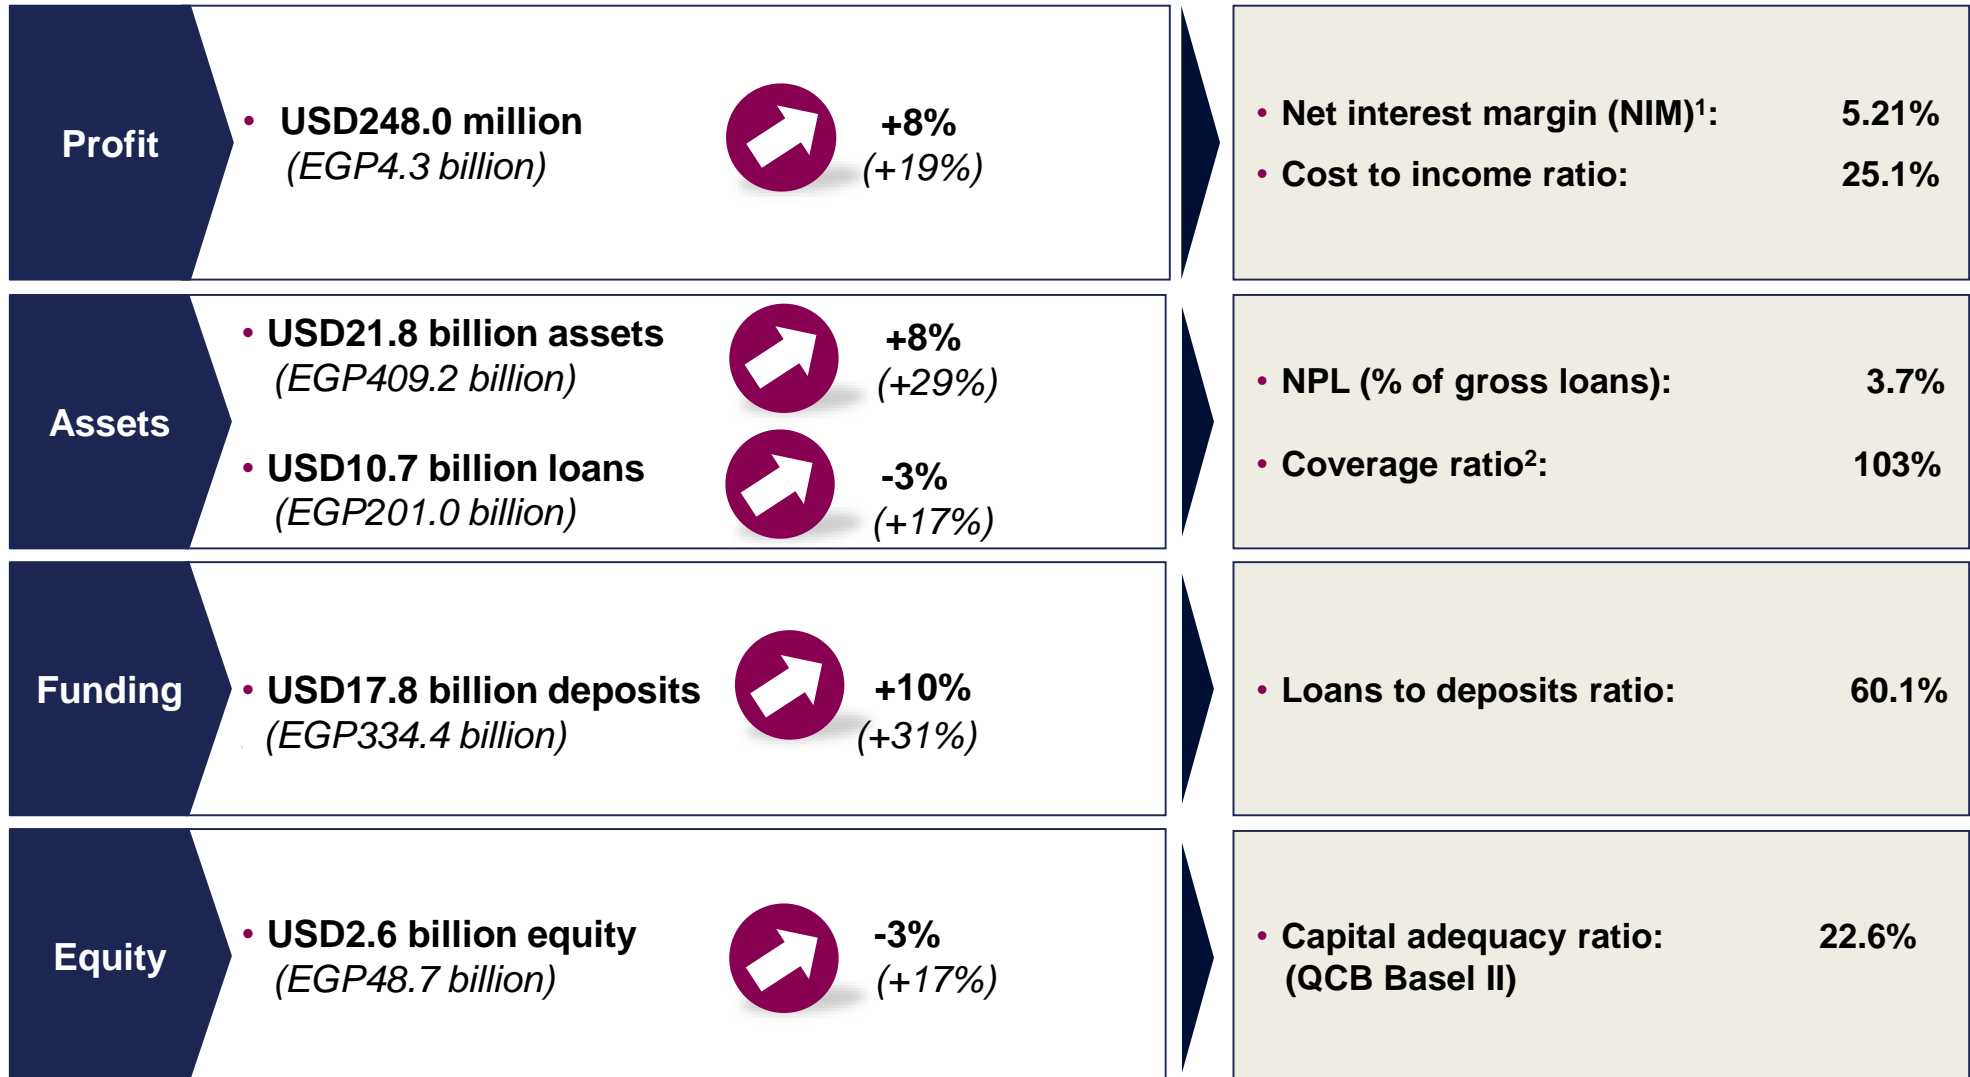 Profit
• USD248.0 million
(EGP4.3 billion)
+8%
(+19%)
• Net interest margin (NIM)¹: 5.21%
• Cost to income ratio: 25.1%
Assets
• USD21.8 billion assets
(EGP409.2 billion)
+8%
(+29%)
• USD10.7 billion loans
(EGP201.0 billion)
-3%
(+17%)
• NPL (% of gross loans): 3.7%
• Coverage ratio²: 103%
Funding
• USD17.8 billion deposits
(EGP334.4 billion)
+10%
(+31%)
• Loans to deposits ratio: 60.1%
Equity
• USD2.6 billion equity
(EGP48.7 billion)
-3%
(+17%)
• Capital adequacy ratio: 22.6%
(QCB Basel II)